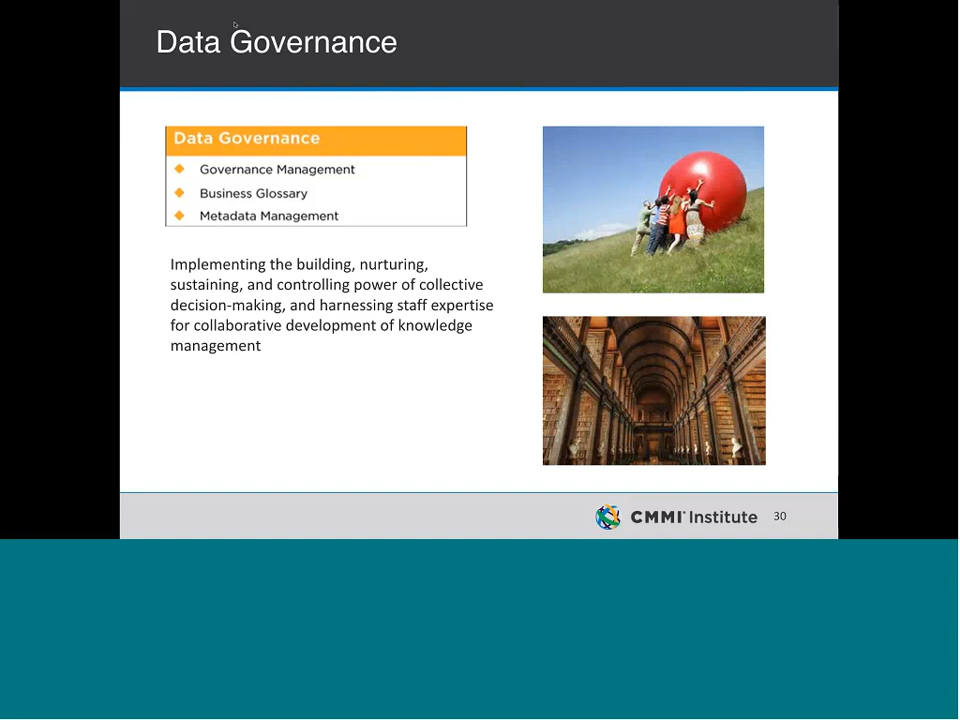 Data Governance
Data Governance
Governance Management
Business Glossary
Metadata Management
Implementing the building, nurturing,
sustaining, and controlling power of collective
decision-making, and harnessing staff expertise
for collaborative development of knowledge
management
CMMI® Institute 30